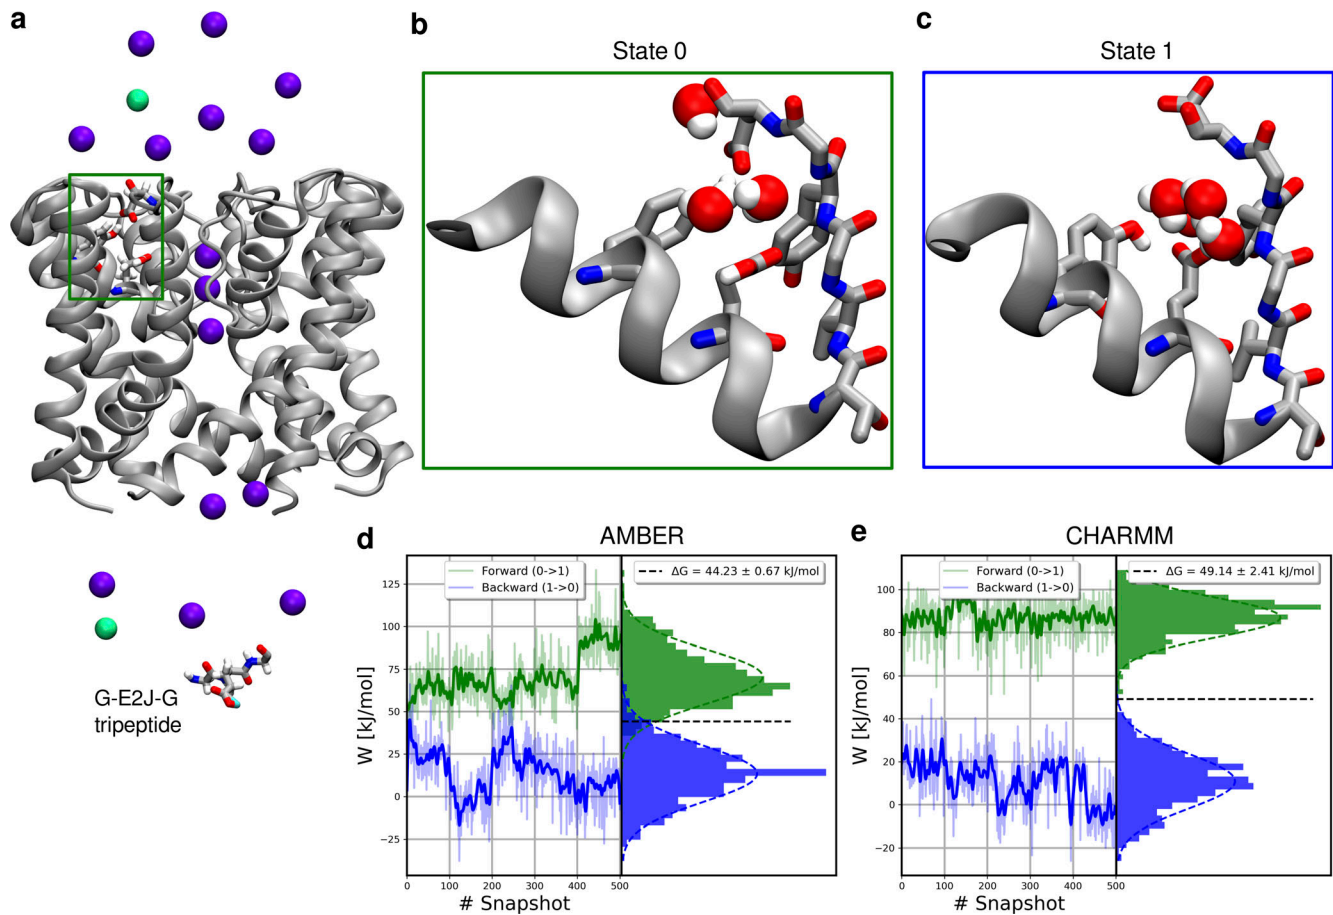 a
b
State 0
c
State 1
G-E2J-G
tripeptide
d
AMBER
Forward (0->1)
Backward (1->0)
ΔG = 44.23 ± 0.67 kJ/mol
W [kJ/mol]
125
100
75
50
25
0
−25
0 100 200 300 400 500
# Snapshot
e
CHARMM
Forward (0->1)
Backward (1->0)
ΔG = 49.14 ± 2.41 kJ/mol
W [kJ/mol]
100
80
60
40
20
0
−20
0 100 200 300 400 500
# Snapshot